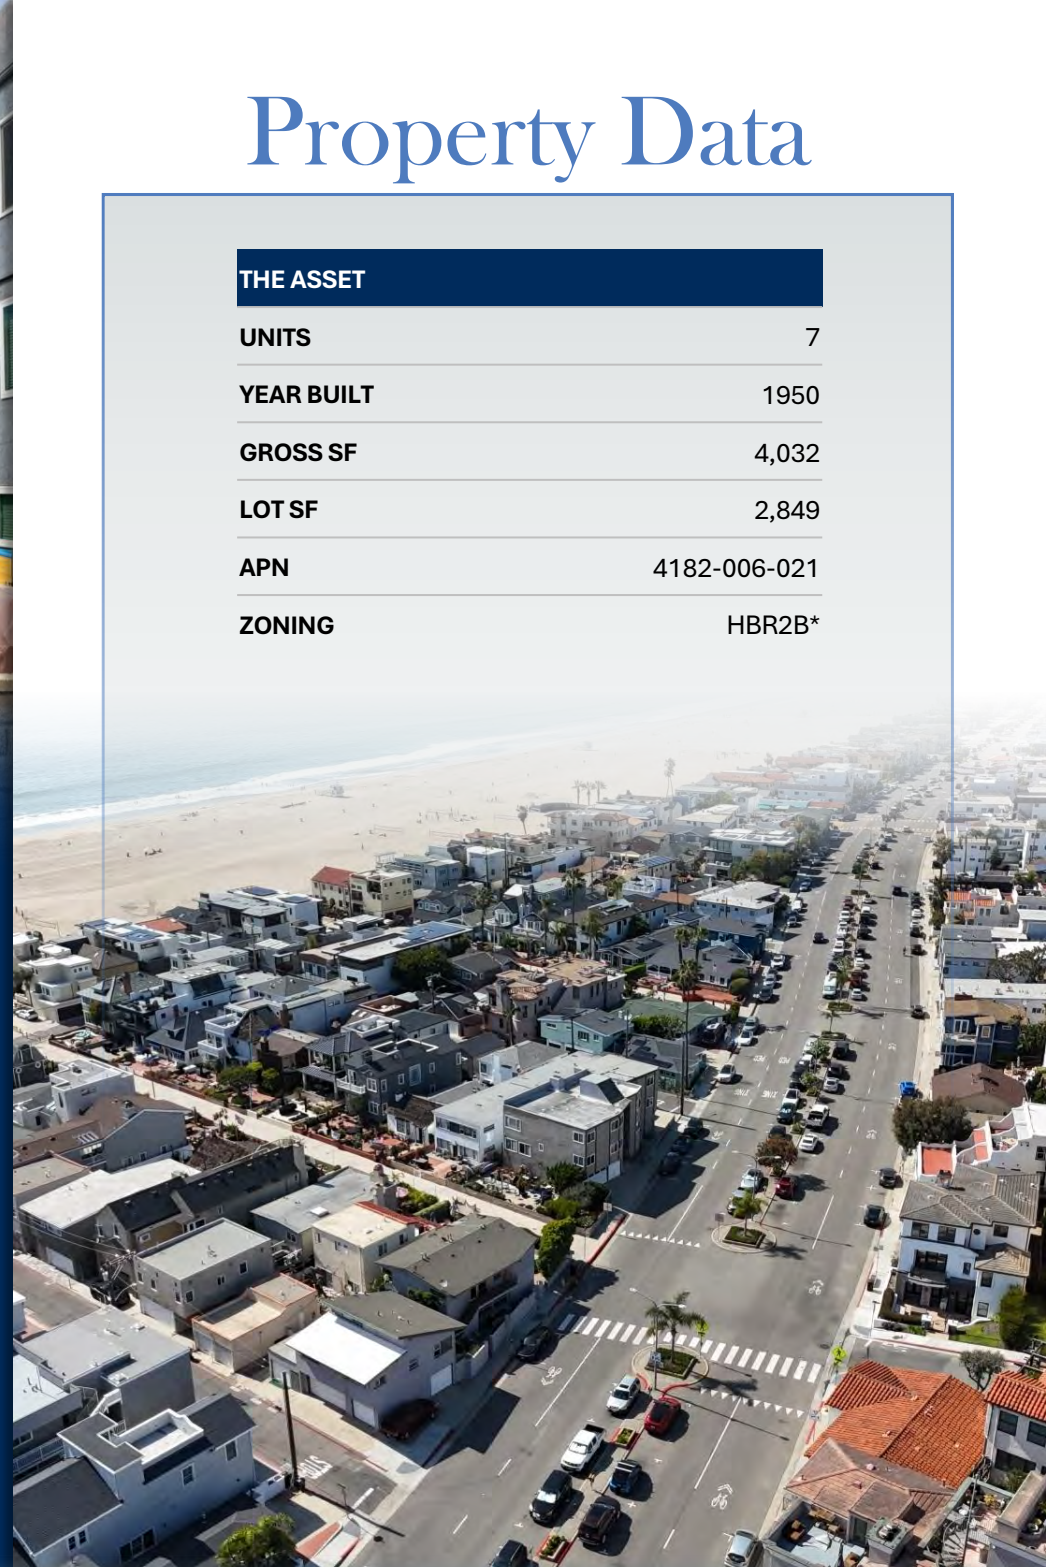 Property Data
THE ASSET
UNITS 7
YEAR BUILT 1950
GROSS SF 4,032
LOT SF 2,849
APN 4182-006-021
ZONING HBR2B*